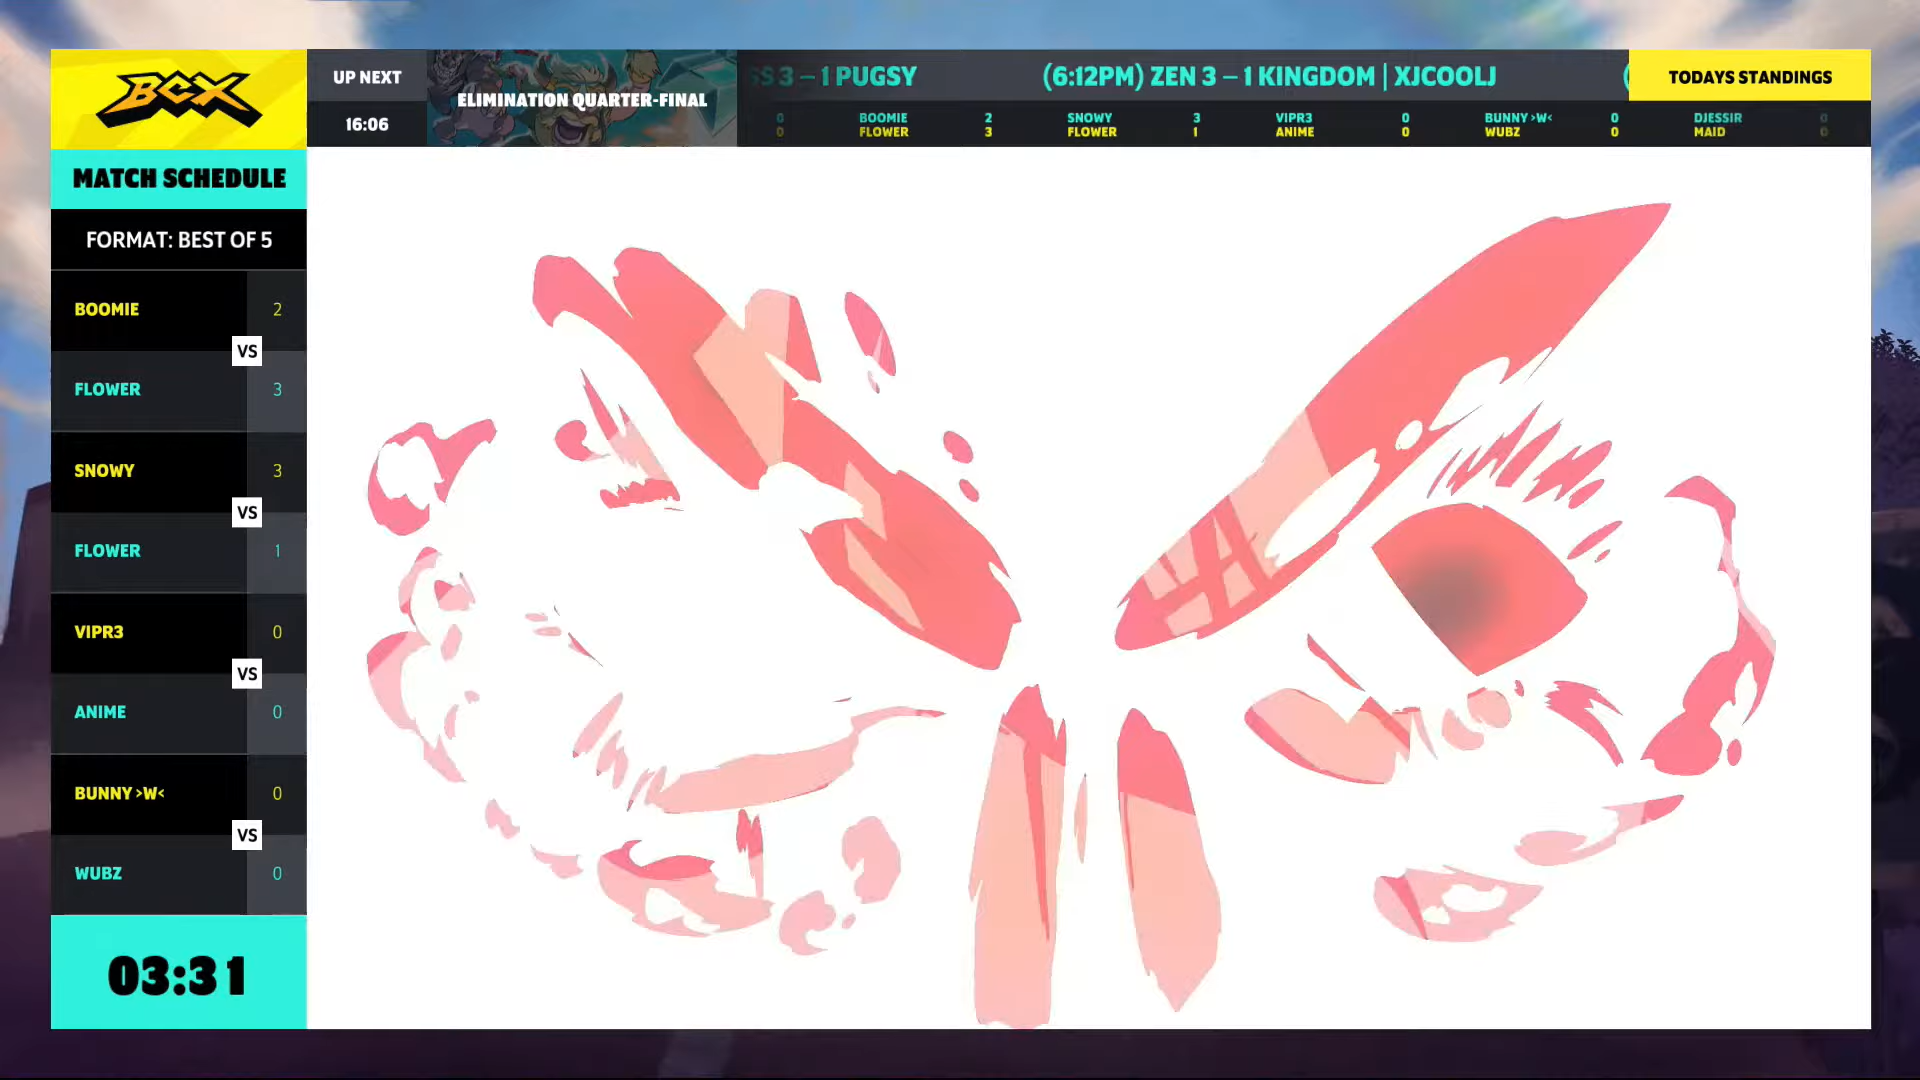 BCX
UP NEXT
16:06
ELIMINATION QUARTER-FINAL
SS 3 – 1 PUGSY (6:12PM) ZEN 3 – 1 KINGDOM | XJCOOLJ (
TODAYS STANDINGS
0 BOOMIE 2 SNOWY 3 VIPR3 0 BUNNY >W< 0 DJESSIR 0
0 FLOWER 3 FLOWER 1 ANIME 0 WUBZ 0 MAID 0
MATCH SCHEDULE
FORMAT: BEST OF 5
BOOMIE 2
VS
FLOWER 3
SNOWY 3
VS
FLOWER 1
VIPR3 0
VS
ANIME 0
BUNNY >W< 0
VS
WUBZ 0
03:31